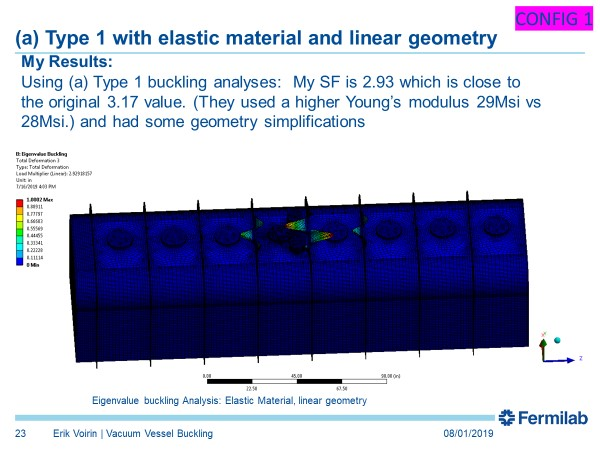 CONFIG 1
(a) Type 1 with elastic material and linear geometry
My Results:
Using (a) Type 1 buckling analyses:  My SF is 2.93 which is close to
the original 3.17 value. (They used a higher Young’s modulus 29Msi vs
28Msi.) and had some geometry simplifications
B: Eigenvalue Buckling
Total Deformation 3
Type: Total Deformation
Load Multiplier (Linear): 2.92918157
Unit: in
7/16/2019 4:03 PM
1.0002 Max
0.88911
0.77797
0.66683
0.55569
0.44455
0.33341
0.22228
0.11114
0 Min
X
Z
0.00 45.00 90.00 (in)
22.50 67.50
Eigenvalue buckling Analysis: Elastic Material, linear geometry
Fermilab
23 Erik Voirin | Vacuum Vessel Buckling 08/01/2019